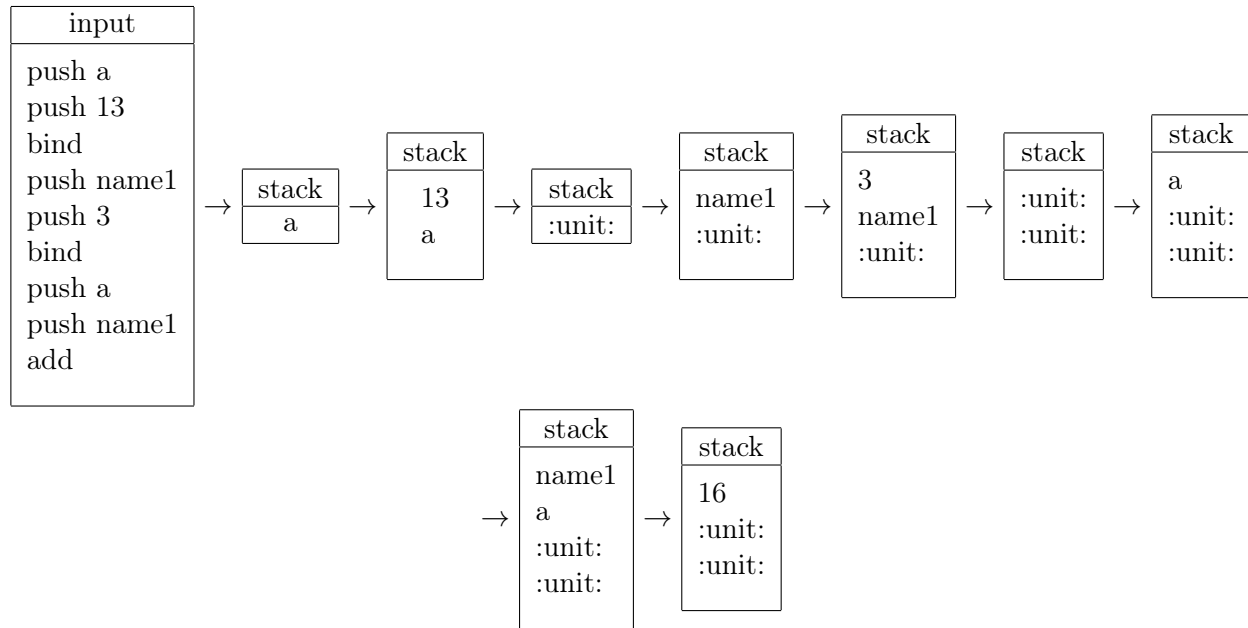 input
push a
push 13
bind
push name1
push 3
bind
push a
push name1
add
→
stack
a
→
stack
13
a
→
stack
:unit:
→
stack
name1
:unit:
→
stack
3
name1
:unit:
→
stack
:unit:
:unit:
→
stack
a
:unit:
:unit:
→
stack
name1
a
:unit:
:unit:
→
stack
16
:unit:
:unit: